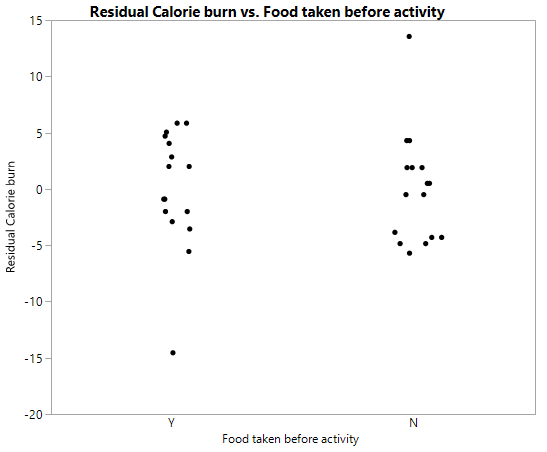 Residual Calorie burn vs. Food taken before activity
15
10
5
0
-5
-10
-15
-20
Residual Calorie burn
Y
N
Food taken before activity